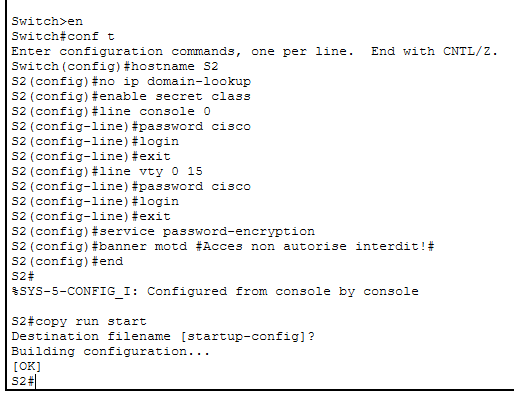 Switch>en
Switch#conf t
Enter configuration commands, one per line.  End with CNTL/Z.
Switch(config)#hostname S2
S2(config)#no ip domain-lookup
S2(config)#enable secret class
S2(config)#line console 0
S2(config-line)#password cisco
S2(config-line)#login
S2(config-line)#exit
S2(config)#line vty 0 15
S2(config-line)#password cisco
S2(config-line)#login
S2(config-line)#exit
S2(config)#service password-encryption
S2(config)#banner motd #Acces non autorise interdit!#
S2(config)#end
S2#
%SYS-5-CONFIG_I: Configured from console by console
S2#copy run start
Destination filename [startup-config]?
Building configuration...
[OK]
S2#